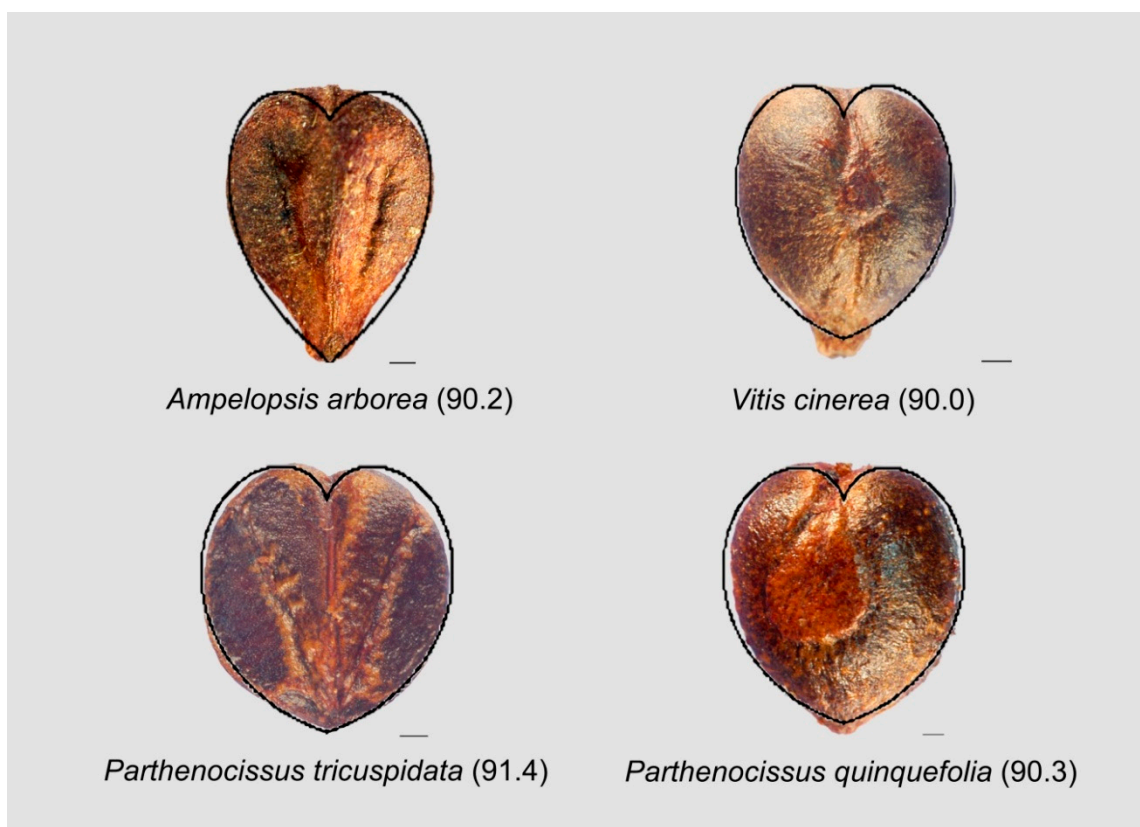 Ampelopsis arborea (90.2)
Vitis cinerea (90.0)
Parthenocissus tricuspidata (91.4)
Parthenocissus quinquefolia (90.3)